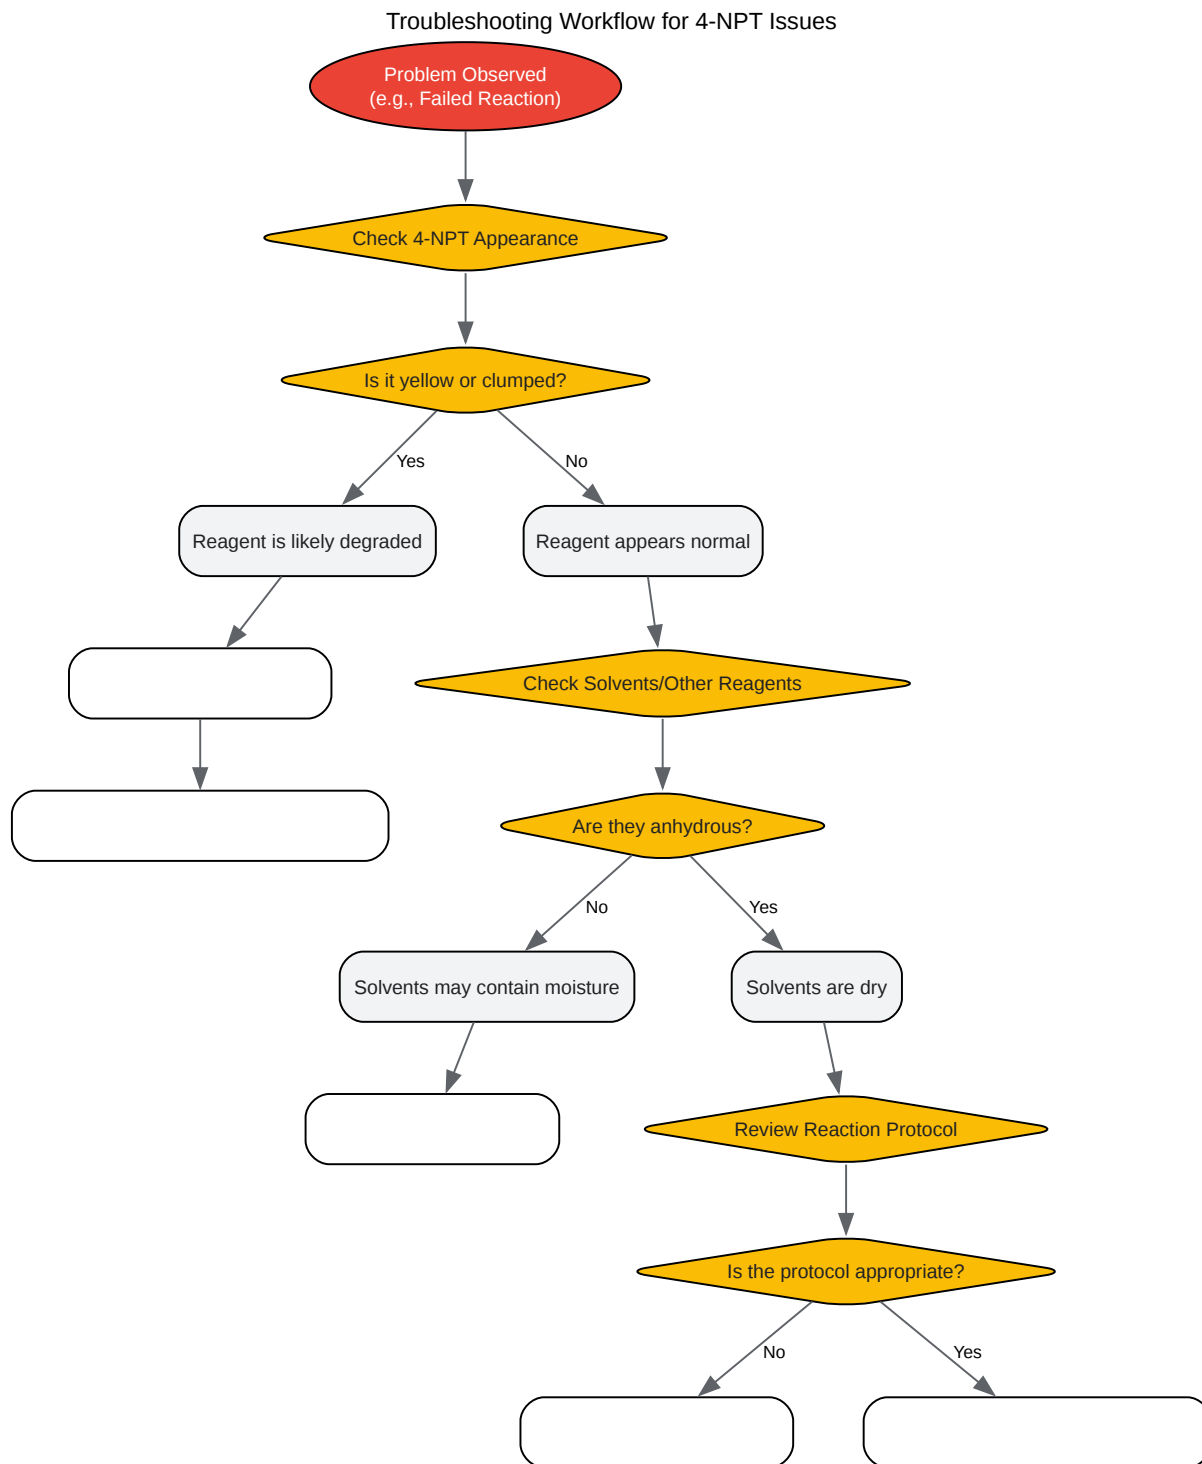 Troubleshooting Workflow for 4-NPT Issues
Problem Observed
(e.g., Failed Reaction)
Check 4-NPT Appearance
Is it yellow or clumped?
Yes
No
Reagent is likely degraded
Reagent appears normal
Check Solvents/Other Reagents
Are they anhydrous?
No
Yes
Solvents may contain moisture
Solvents are dry
Review Reaction Protocol
Is the protocol appropriate?
No
Yes